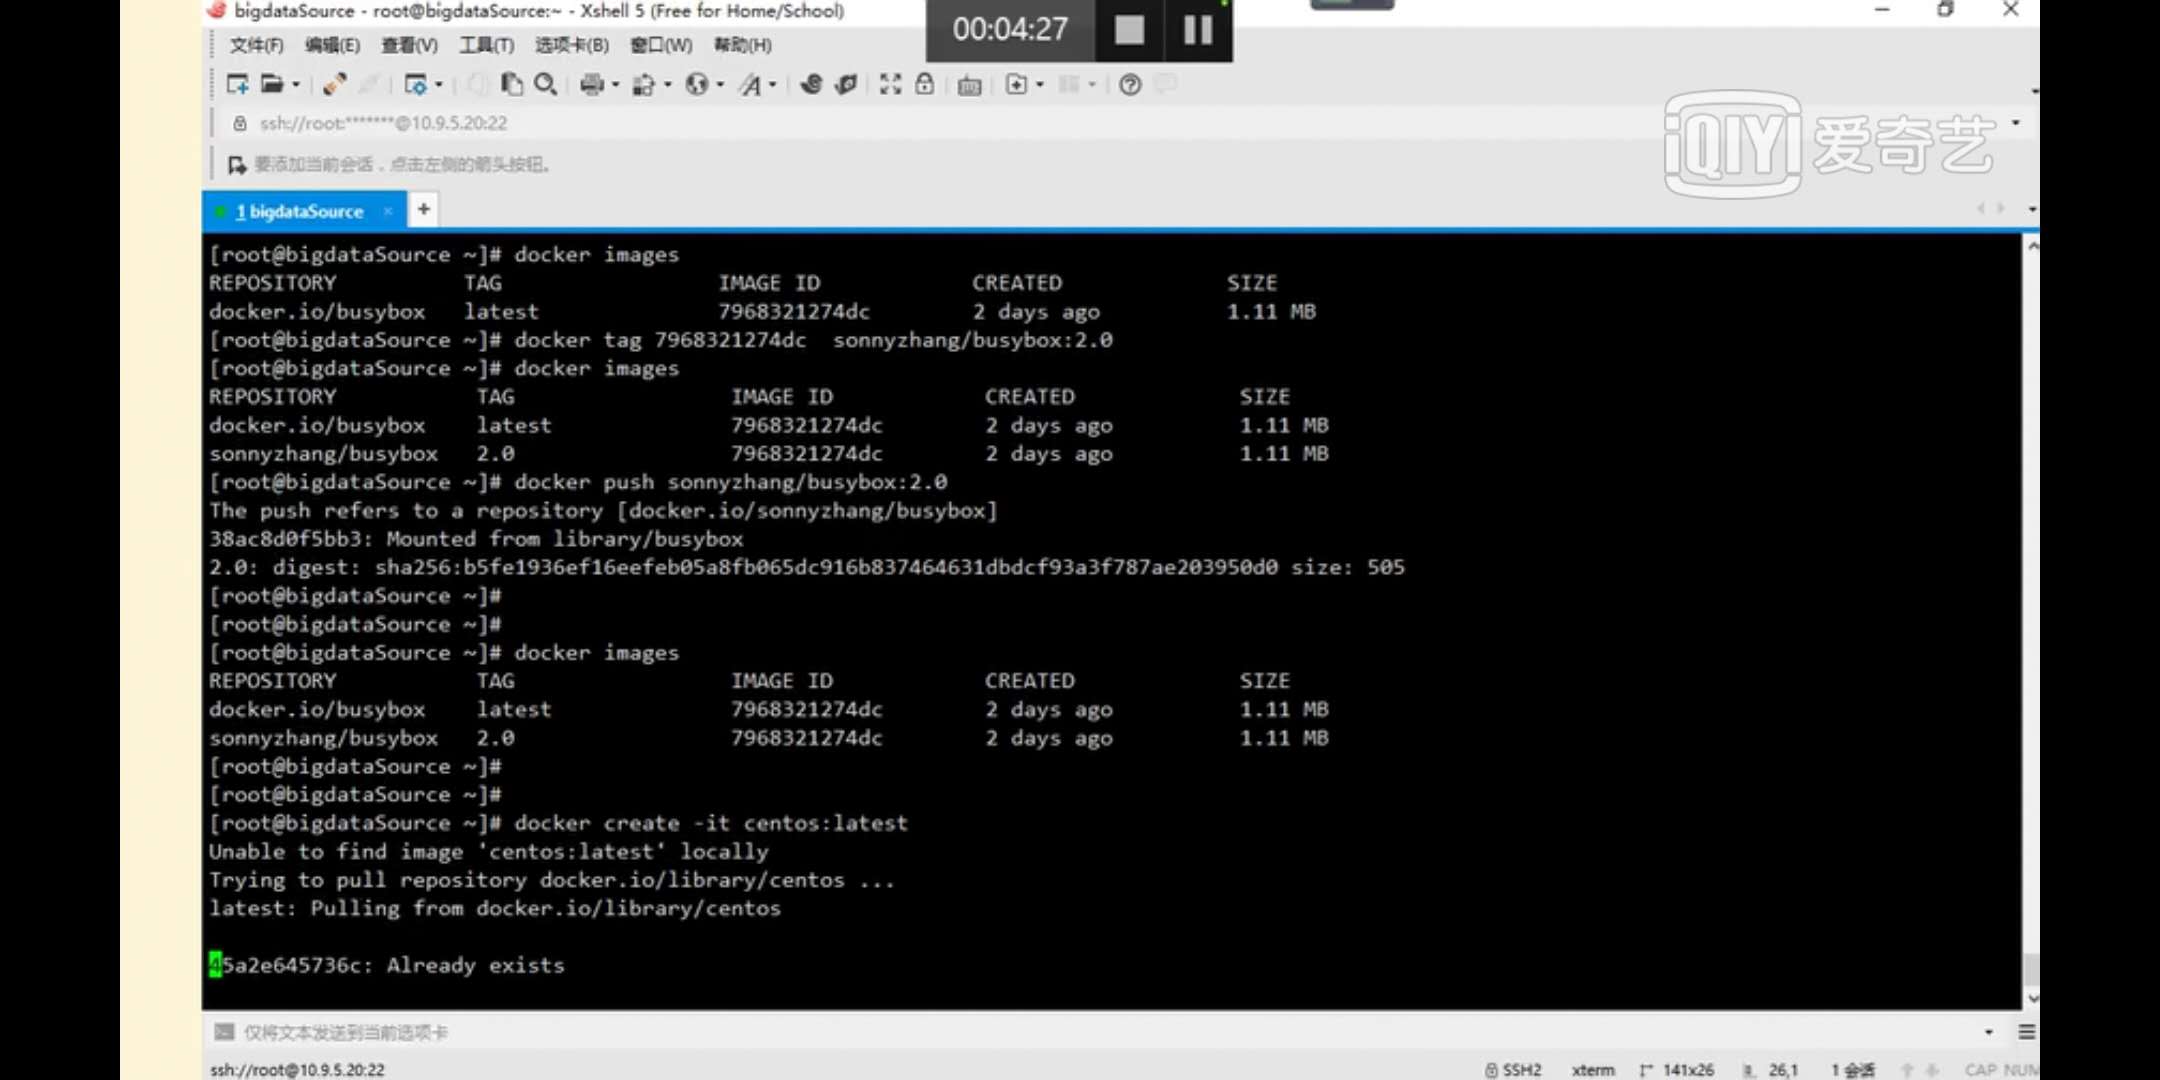 bigdataSource - root@bigdataSource:~ - Xshell 5 (Free for Home/School)
00:04:27
文件(F) 编辑(E) 查看(V) 工具(T) 选项卡(B) 窗口(W) 帮助(H)
ssh://root:*******@10.9.5.20:22
要添加当前会话，点击左侧的箭头按钮。
iQIYI 爱奇艺
1 bigdataSource × +
[root@bigdataSource ~]# docker images
REPOSITORY TAG IMAGE ID CREATED SIZE
docker.io/busybox latest 7968321274dc 2 days ago 1.11 MB
[root@bigdataSource ~]# docker tag 7968321274dc  sonnyzhang/busybox:2.0
[root@bigdataSource ~]# docker images
REPOSITORY TAG IMAGE ID CREATED SIZE
docker.io/busybox latest 7968321274dc 2 days ago 1.11 MB
sonnyzhang/busybox 2.0 7968321274dc 2 days ago 1.11 MB
[root@bigdataSource ~]# docker push sonnyzhang/busybox:2.0
The push refers to a repository [docker.io/sonnyzhang/busybox]
38ac8d0f5bb3: Mounted from library/busybox
2.0: digest: sha256:b5fe1936ef16eefeb05a8fb065dc916b837464631dbdcf93a3f787ae203950d0 size: 505
[root@bigdataSource ~]#
[root@bigdataSource ~]#
[root@bigdataSource ~]# docker images
REPOSITORY TAG IMAGE ID CREATED SIZE
docker.io/busybox latest 7968321274dc 2 days ago 1.11 MB
sonnyzhang/busybox 2.0 7968321274dc 2 days ago 1.11 MB
[root@bigdataSource ~]#
[root@bigdataSource ~]#
[root@bigdataSource ~]# docker create -it centos:latest
Unable to find image 'centos:latest' locally
Trying to pull repository docker.io/library/centos ...
latest: Pulling from docker.io/library/centos
45a2e645736c: Already exists
仅将文本发送到当前选项卡
ssh://root@10.9.5.20:22 SSH2 xterm 141x26 26,1 1 会话 CAP NUM